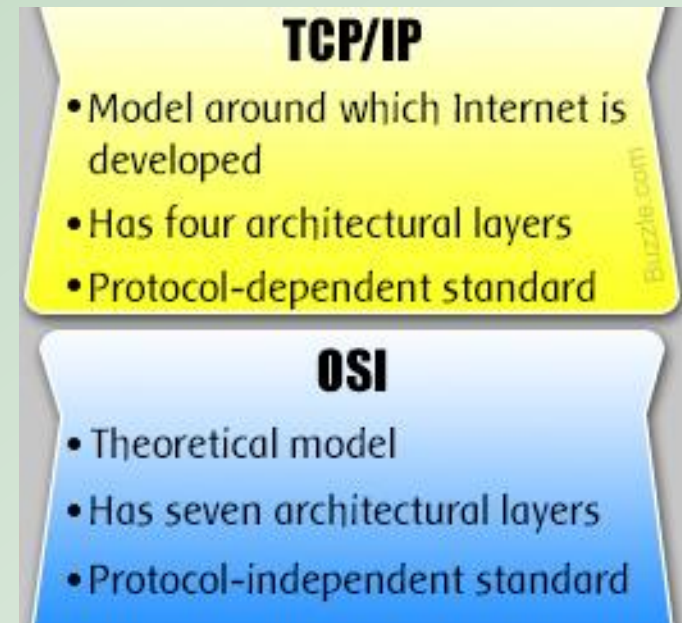 TCP/IP
• Model around which Internet is
developed
• Has four architectural layers
• Protocol-dependent standard
Buzzle.com
OSI
• Theoretical model
• Has seven architectural layers
• Protocol-independent standard